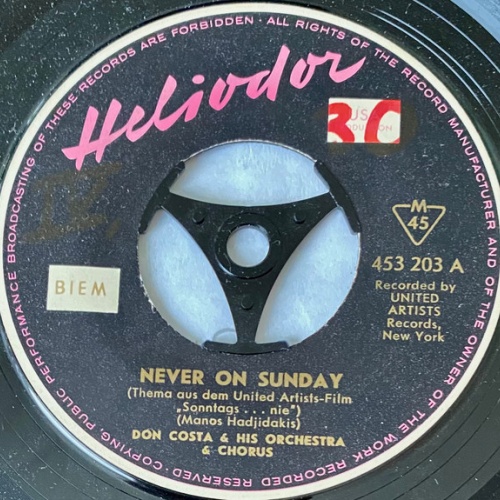 ALL RIGHTS OF THE RECORD MANUFACTURER AND OF THE OWNER OF THE WORK RECORDED RESERVED · COPYING, PUBLIC PERFORMANCE BROADCASTING OF THESE RECORDS ARE FORBIDDEN ·
Heliodor
BIEM
M
45
453 203 A
Recorded by
UNITED
ARTISTS
Records,
New York
NEVER ON SUNDAY
(Thema aus dem United Artists-Film
„Sonntags . . . nie“)
(Manos Hadjidakis)
DON COSTA & HIS ORCHESTRA
& CHORUS